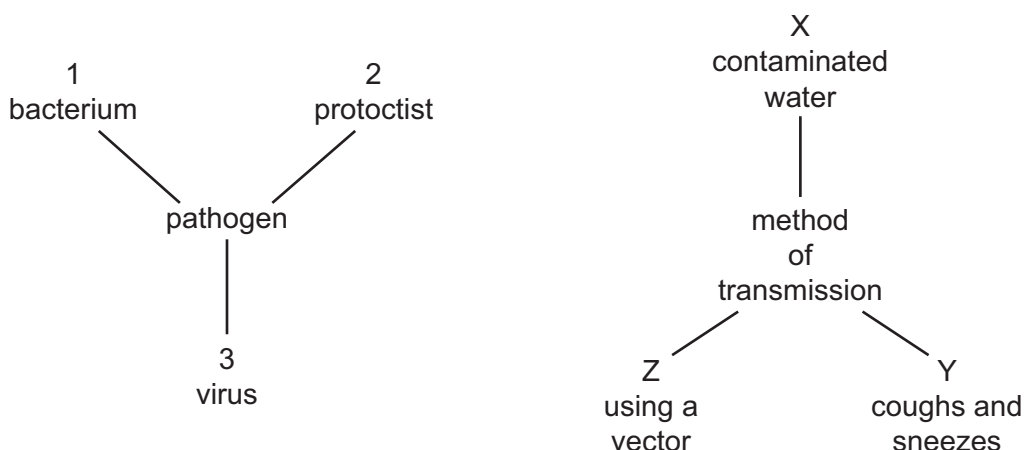 1
bacterium
2
protoctist
pathogen
3
virus
X
contaminated
water
method
of
transmission
Z
using a
vector
Y
coughs and
sneezes